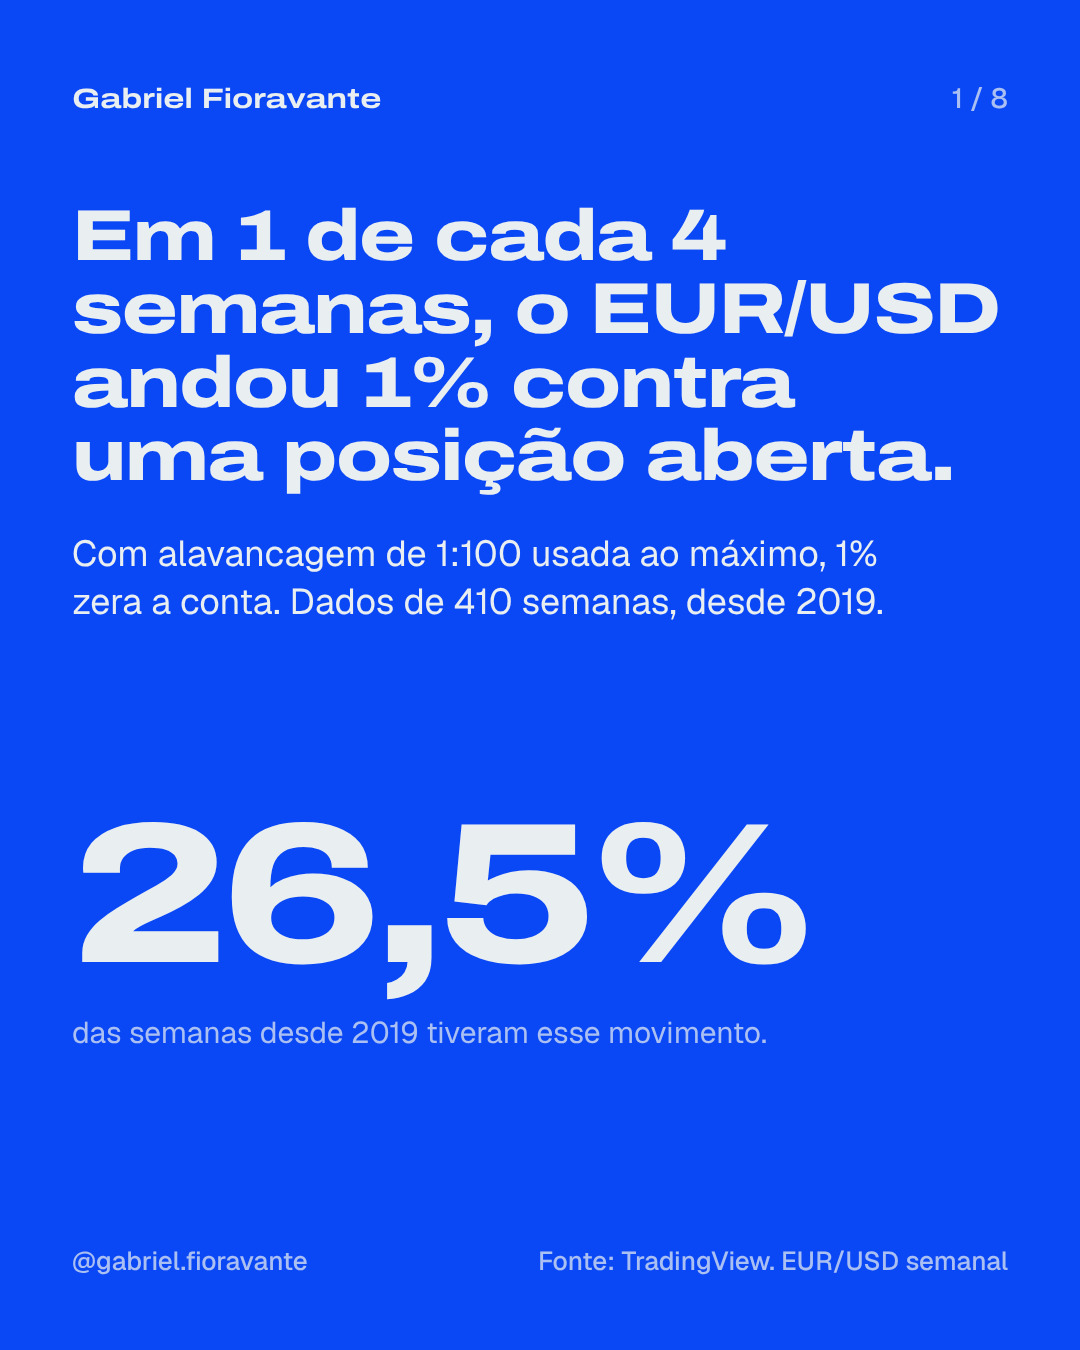 Gabriel Fioravante
1 / 8
Em 1 de cada 4
semanas, o EUR/USD
andou 1% contra
uma posição aberta.
Com alavancagem de 1:100 usada ao máximo, 1%
zera a conta. Dados de 410 semanas, desde 2019.
26,5%
das semanas desde 2019 tiveram esse movimento.
@gabriel.fioravante
Fonte: TradingView. EUR/USD semanal